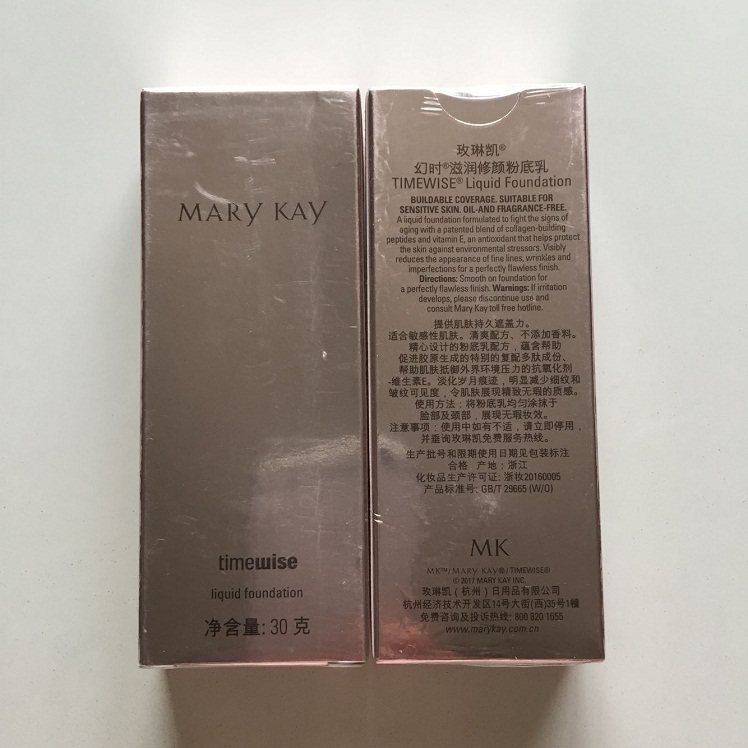 MARY KAY
timewise
liquid foundation
净含量: 30 克
玫琳凯®
幻时®滋润修颜粉底乳
TIMEWISE® Liquid Foundation
BUILDABLE COVERAGE. SUITABLE FOR
SENSITIVE SKIN. OIL-AND FRAGRANCE-FREE.
A liquid foundation formulated to fight the signs of
aging with a patented blend of collagen-building
peptides and vitamin E, an antioxidant that helps protect
the skin against environmental stressors. Visibly
reduces the appearance of fine lines, wrinkles and
imperfections for a perfectly flawless finish.
Directions: Smooth on foundation for
a perfectly flawless finish. Warnings: If irritation
develops, please discontinue use and
consult Mary Kay toll free hotline.
提供肌肤持久遮盖力。
适合敏感性肌肤。清爽配方、不添加香料。
精心设计的粉底乳配方，蕴含帮助
促进胶原生成的特别的复配多肽成份、
帮助肌肤抵御外界环境压力的抗氧化剂
-维生素E。淡化岁月痕迹，明显减少细纹和
皱纹可见度，令肌肤展现精致无瑕的质感。
使用方法：将粉底乳均匀涂抹于
脸部及颈部，展现无瑕妆效。
注意事项：使用中如有不适，请立即停用，
并垂询玫琳凯免费服务热线。
生产批号和限期使用日期见包装标注
合格 产地：浙江
化妆品生产许可证: 浙妆20160005
产品标准号: GB/T 29665 (W/O)
MK
MK™/MARY KAY®/TIMEWISE®
© 2017 MARY KAY INC.
玫琳凯（杭州）日用品有限公司
杭州经济技术开发区14号大街(西)35号1幢
免费咨询及投诉热线: 800 820 1655
www.marykay.com.cn